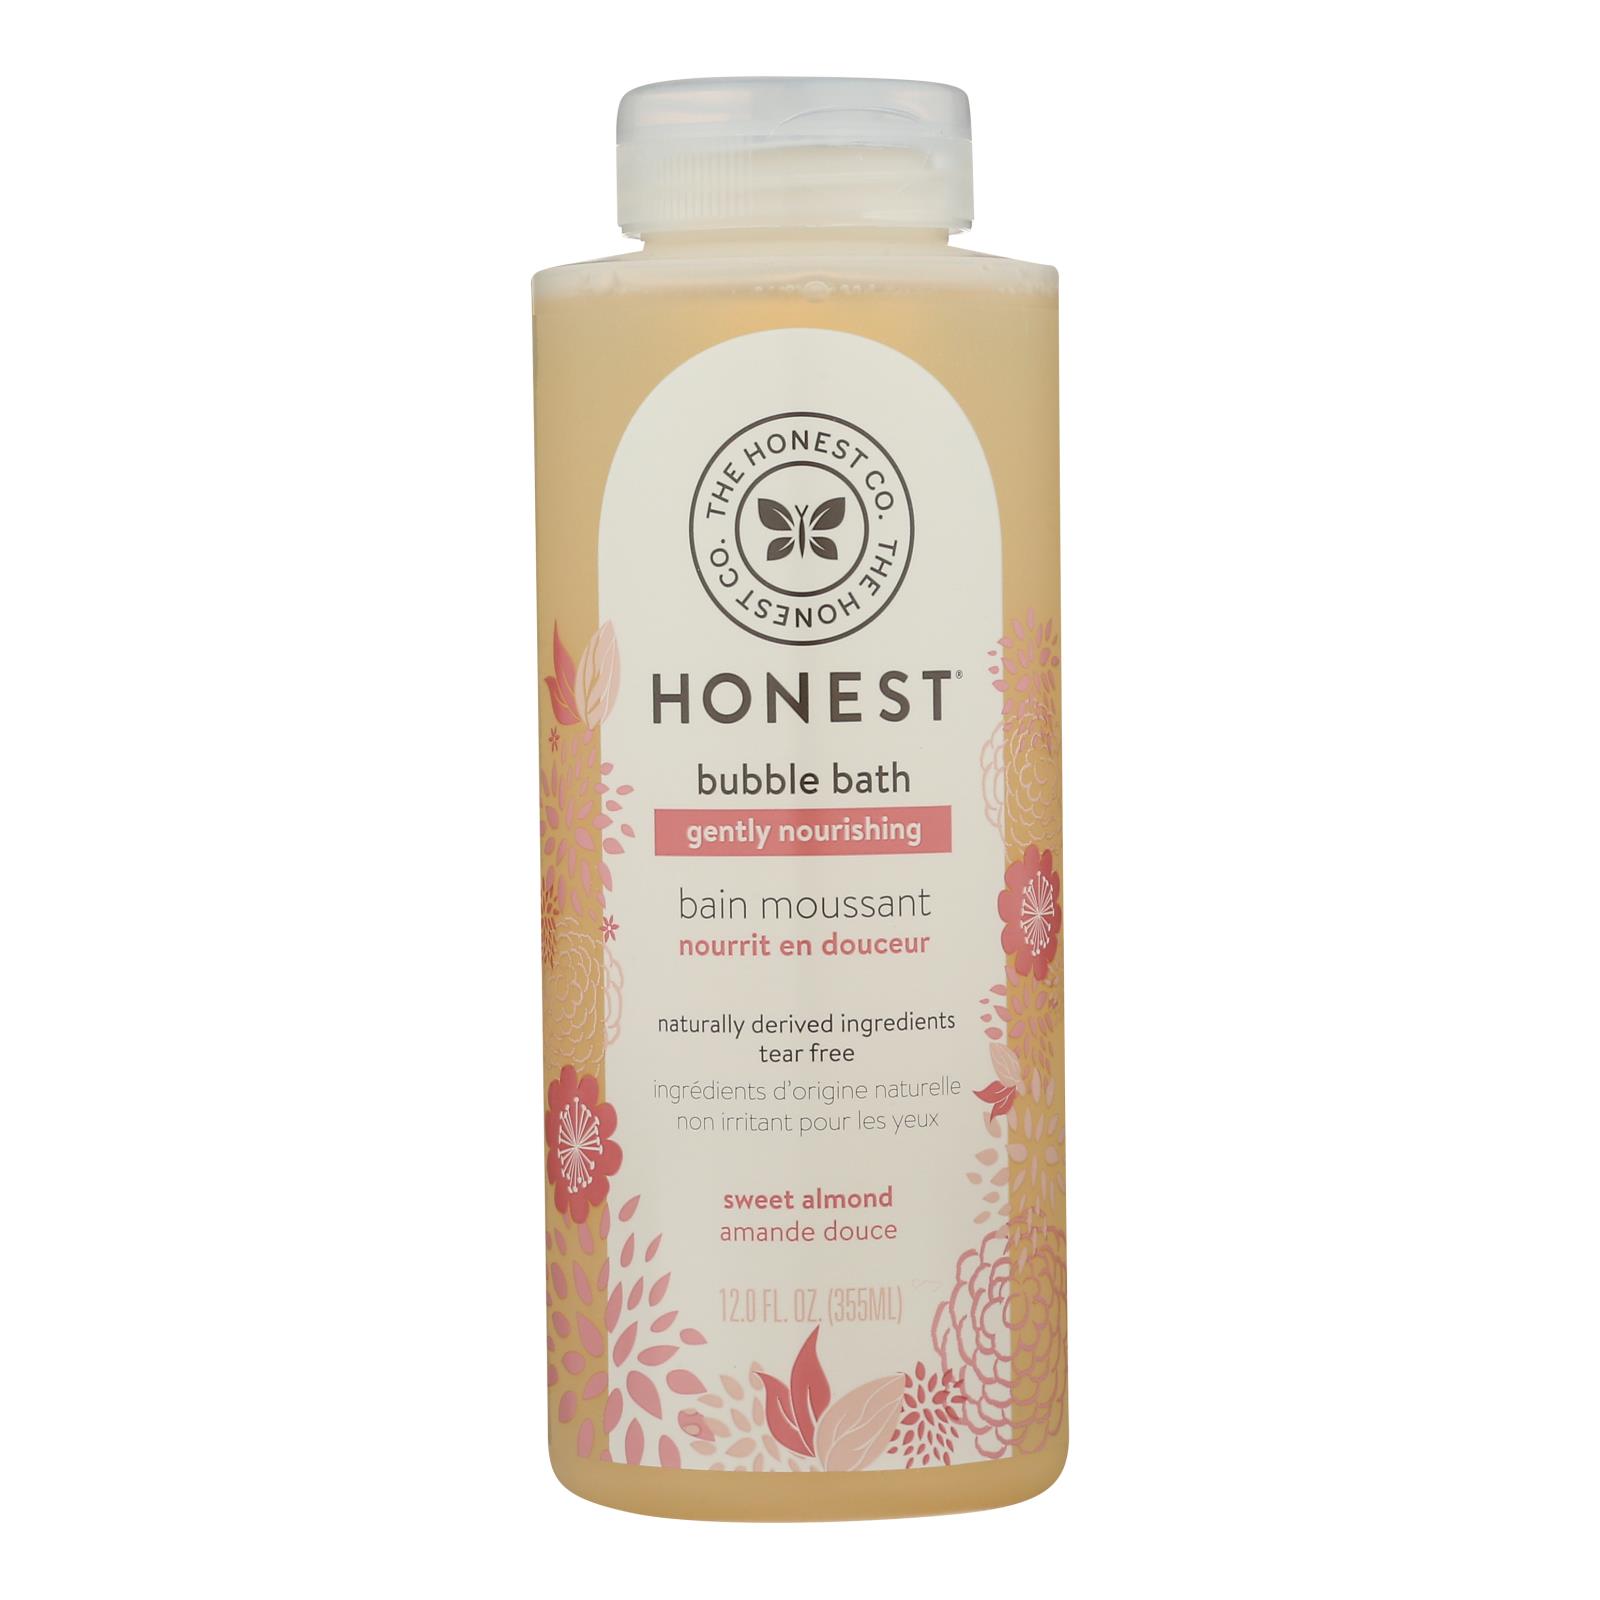 THE HONEST CO. THE HONEST CO.
HONEST®
bubble bath
gently nourishing
bain moussant
nourrit en douceur
naturally derived ingredients
tear free
ingrédients d'origine naturelle
non irritant pour les yeux
sweet almond
amande douce
12.0 FL. OZ. (355ML)